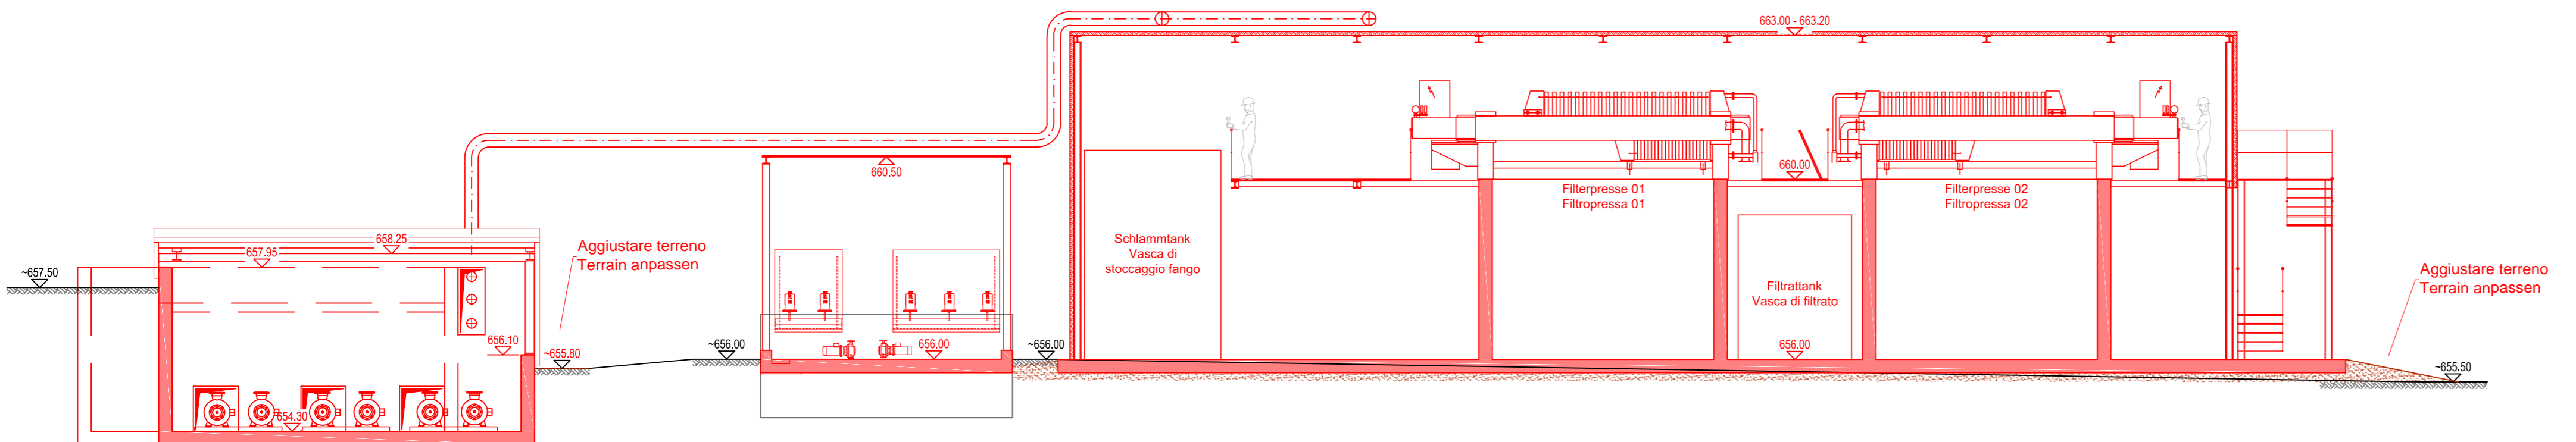 663.00 - 663.20
660.50
660.00
Filterpresse 01
Filtropressa 01
Filterpresse 02
Filtropressa 02
658.25
657.95
Aggiustare terreno
Terrain anpassen
Schlammtank
Vasca di
stoccaggio fango
~657.50
Filtrattank
Vasca di filtrato
Aggiustare terreno
Terrain anpassen
656.10
~655.80
~656.00
656.00
~656.00
656.00
~655.50
654.30